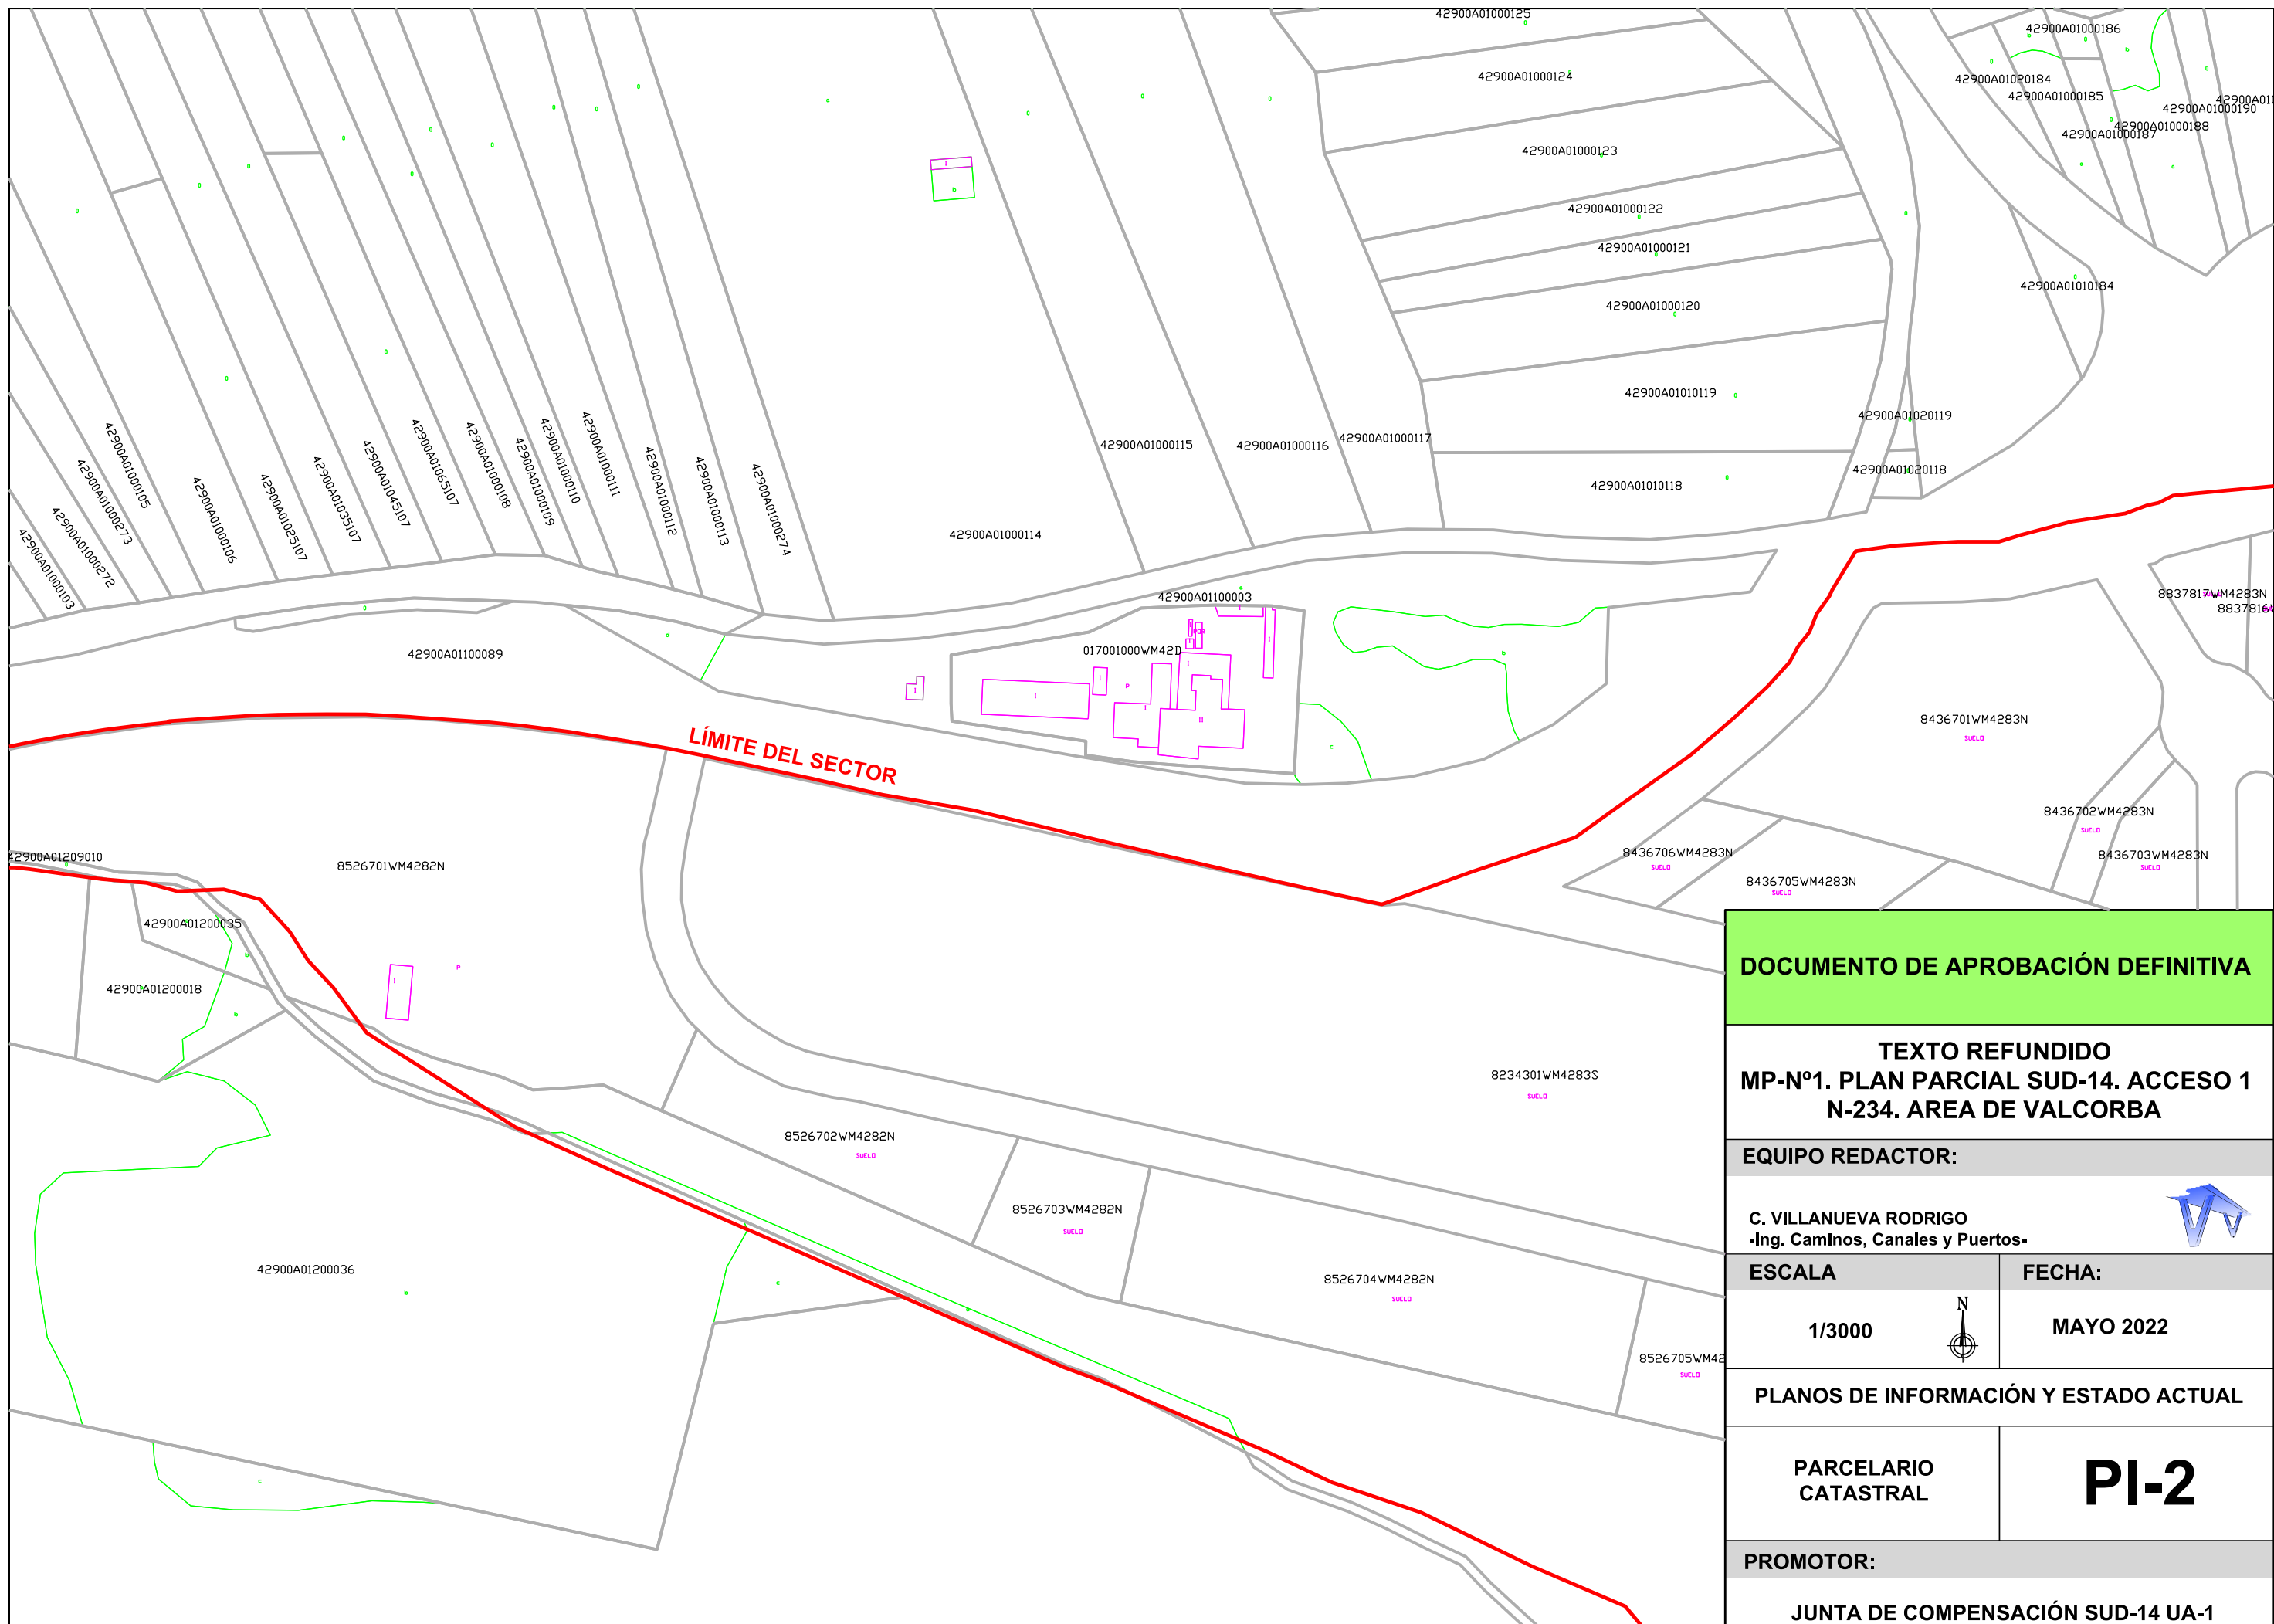 42900A01000125
42900A01000186
42900A01000124
42900A01020184
42900A01000185
42900A01000190
42900A01000188
42900A01000187
42900A01000123
42900A01000122
42900A01000121
42900A01010184
42900A01000120
42900A01010119
42900A01020119
42900A01000115
42900A01000116
42900A01000117
42900A01020118
42900A01010118
42900A01000105
42900A01000273
42900A01000272
42900A01000103
42900A01000106
42900A01025107
42900A01035107
42900A01045107
42900A01065107
42900A01000108
42900A01000109
42900A01000110
42900A01000111
42900A01000112
42900A01000113
42900A01000274
42900A01000114
42900A01100003
017001000WM42D
42900A01100089
8837817WM4283N
8837816
8436701WM4283N
SUELO
LÍMITE DEL SECTOR
8436702WM4283N
SUELO
8436706WM4283N
SUELO
8436703WM4283N
SUELO
8436705WM4283N
SUELO
42900A01209010
8526701WM4282N
42900A01200035
42900A01200018
8234301WM4283S
SUELO
8526702WM4282N
SUELO
8526703WM4282N
SUELO
8526704WM4282N
SUELO
8526705WM42
SUELO
42900A01200036
DOCUMENTO DE APROBACIÓN DEFINITIVA
TEXTO REFUNDIDO
MP-Nº1. PLAN PARCIAL SUD-14. ACCESO 1
N-234. AREA DE VALCORBA
EQUIPO REDACTOR:
C. VILLANUEVA RODRIGO
-Ing. Caminos, Canales y Puertos-
ESCALA
FECHA:
N
1/3000
MAYO 2022
PLANOS DE INFORMACIÓN Y ESTADO ACTUAL
PARCELARIO
CATASTRAL
PI-2
PROMOTOR:
JUNTA DE COMPENSACIÓN SUD-14 UA-1